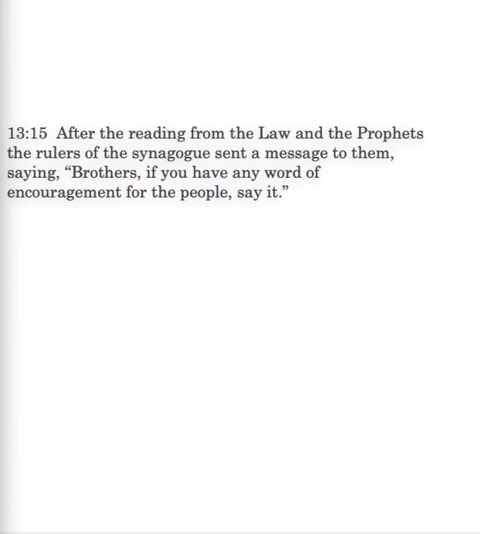 13:15 After the reading from the Law and the Prophets
the rulers of the synagogue sent a message to them,
saying, “Brothers, if you have any word of
encouragement for the people, say it.”